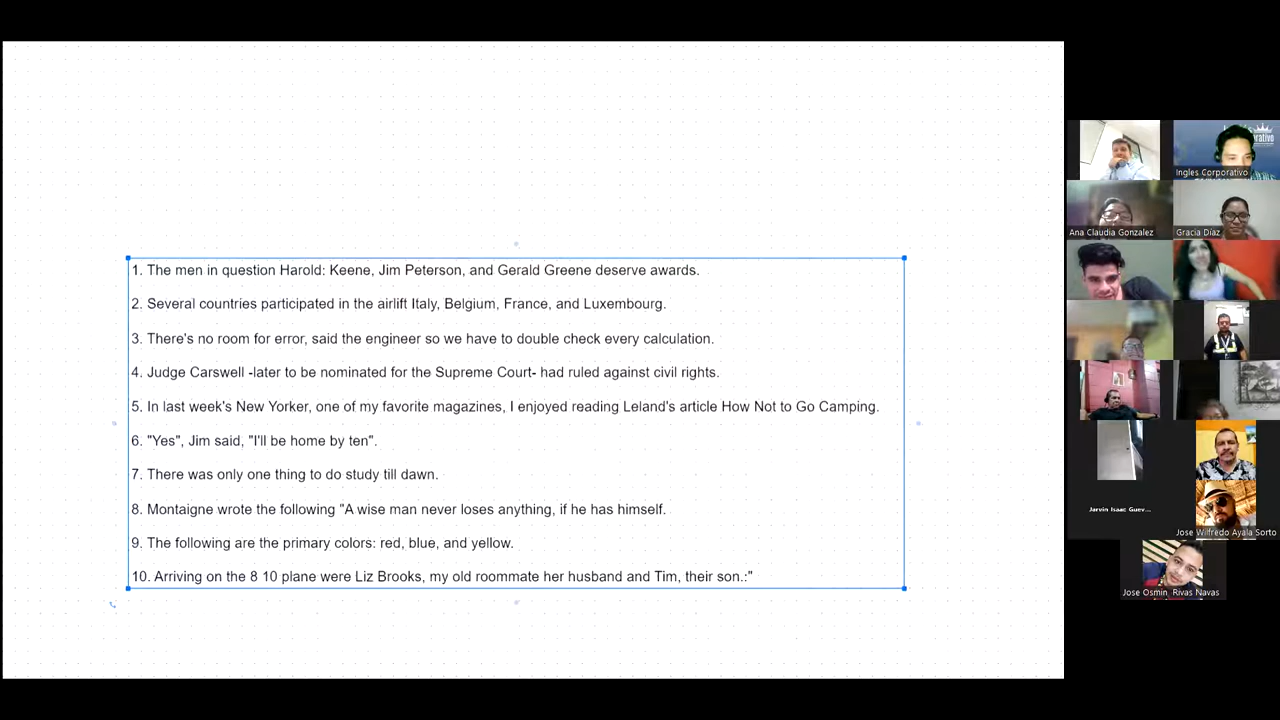 1. The men in question Harold: Keene, Jim Peterson, and Gerald Greene deserve awards.
2. Several countries participated in the airlift Italy, Belgium, France, and Luxembourg.
3. There's no room for error, said the engineer so we have to double check every calculation.
4. Judge Carswell -later to be nominated for the Supreme Court- had ruled against civil rights.
5. In last week's New Yorker, one of my favorite magazines, I enjoyed reading Leland's article How Not to Go Camping.
6. "Yes", Jim said, "I'll be home by ten".
7. There was only one thing to do study till dawn.
8. Montaigne wrote the following "A wise man never loses anything, if he has himself.
9. The following are the primary colors: red, blue, and yellow.
10. Arriving on the 8 10 plane were Liz Brooks, my old roommate her husband and Tim, their son.:"
Ingles Corporativo
Ana Claudia Gonzalez
Gracia Díaz
Jarvin Isaac Guev...
Jose Wilfredo Ayala Sorto
Jose Osmin Rivas Navas